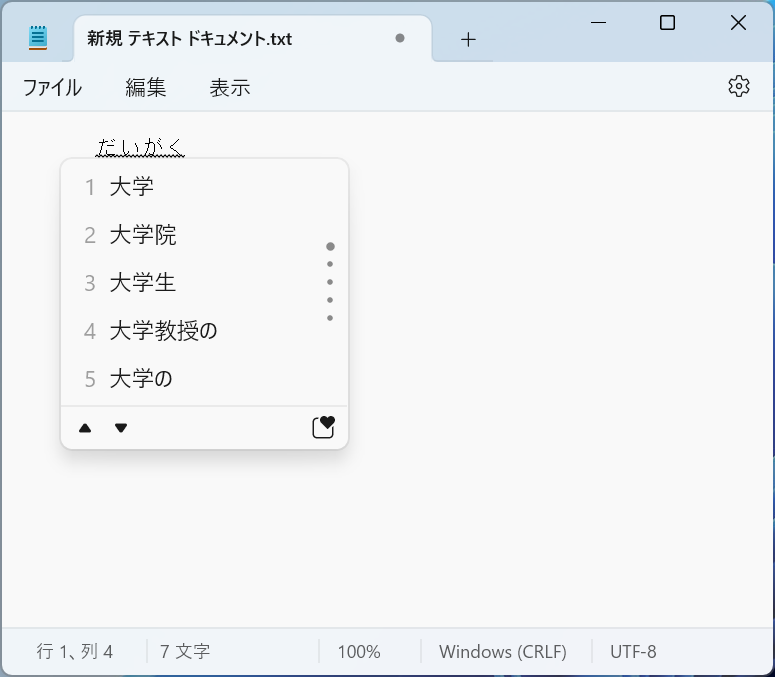 新規 テキスト ドキュメント.txt
ファイル 編集 表示
だいがく
1 大学
2 大学院
3 大学生
4 大学教授の
5 大学の
行 1、列 4 7 文字 100% Windows (CRLF) UTF-8